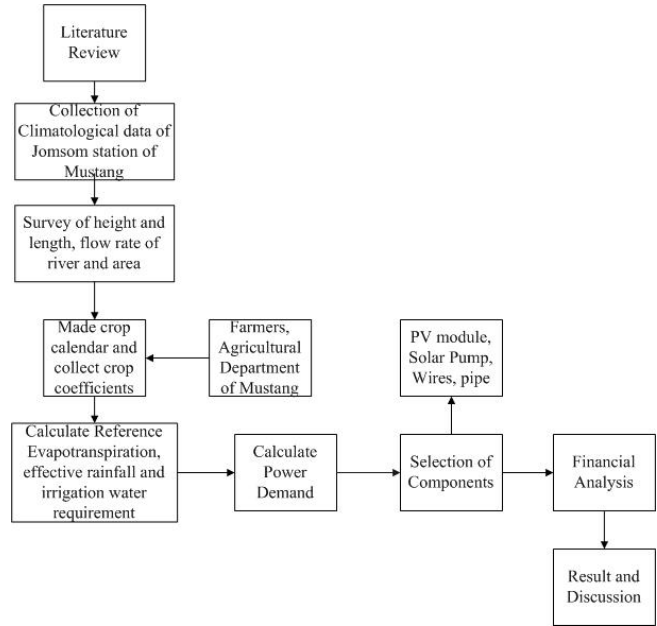 Literature
Review
Collection of
Climatological data of
Jomsom station of
Mustang
Survey of height and
length, flow rate of
river and area
Made crop
calendar and
collect crop
coefficients
Farmers,
Agricultural
Department
of Mustang
PV module,
Solar Pump,
Wires, pipe
Calculate Reference
Evapotranspiration,
effective rainfall and
irrigation water
requirement
Calculate
Power
Demand
Selection of
Components
Financial
Analysis
Result and
Discussion